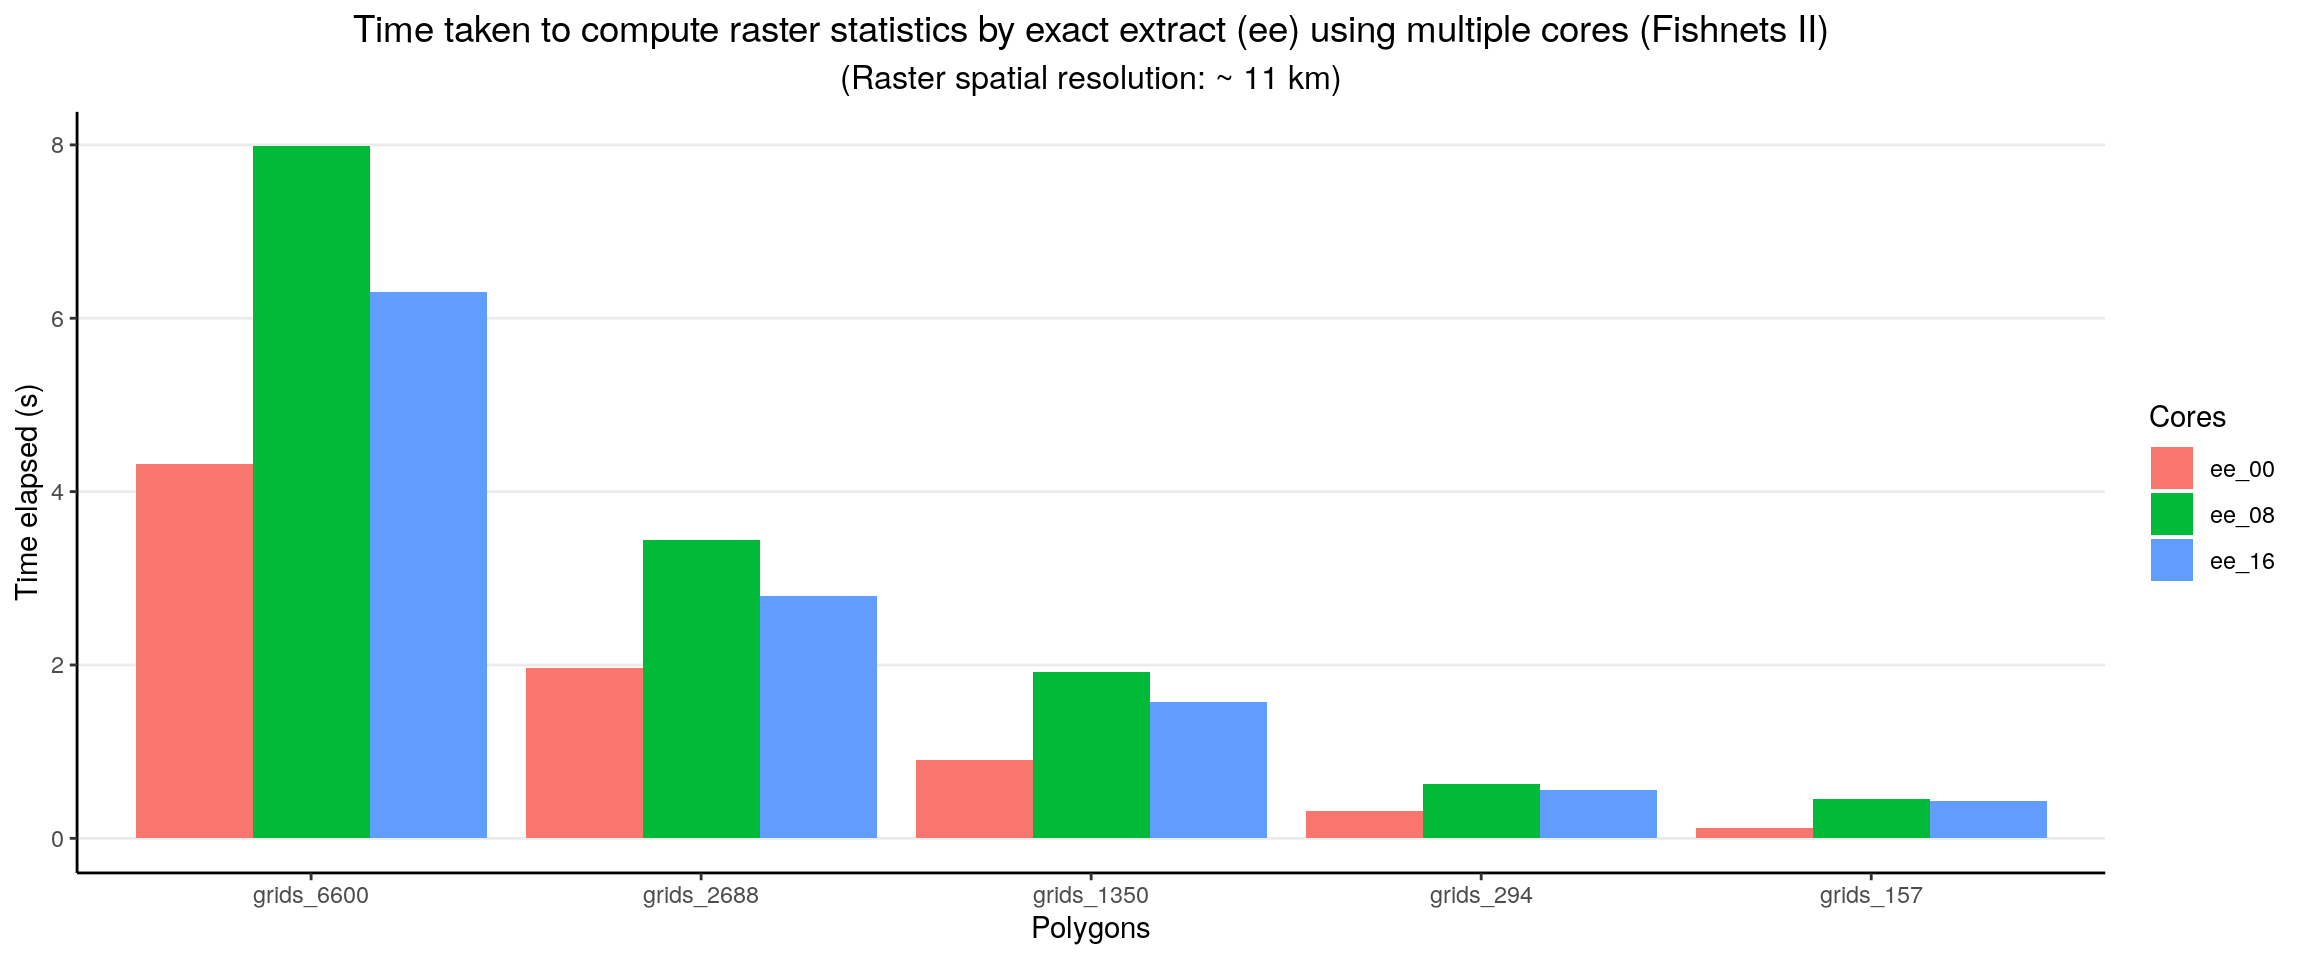 Time taken to compute raster statistics by exact extract (ee) using multiple cores (Fishnets II)
(Raster spatial resolution: ~ 11 km)
8
6
4
2
0
Time elapsed (s)
grids_6600
grids_2688
grids_1350
grids_294
grids_157
Polygons
Cores
ee_00
ee_08
ee_16